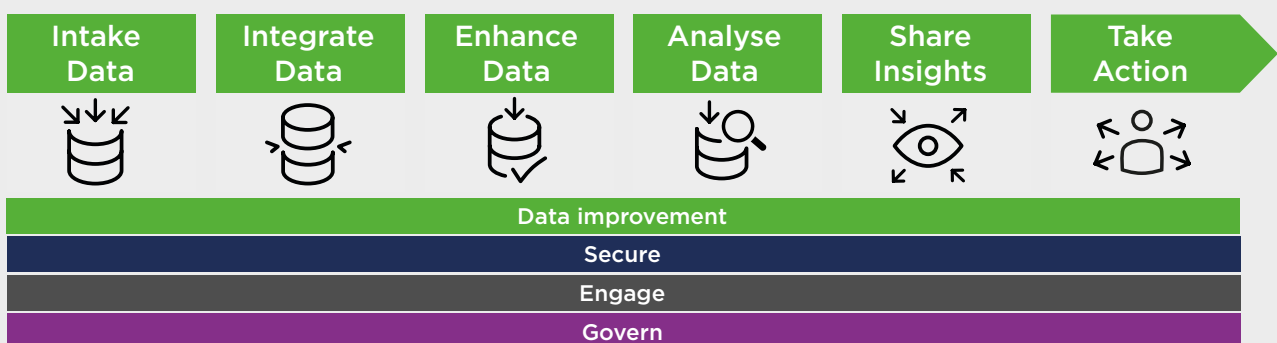 Intake
Data
Integrate
Data
Enhance
Data
Analyse
Data
Share
Insights
Take
Action
Data improvement
Secure
Engage
Govern